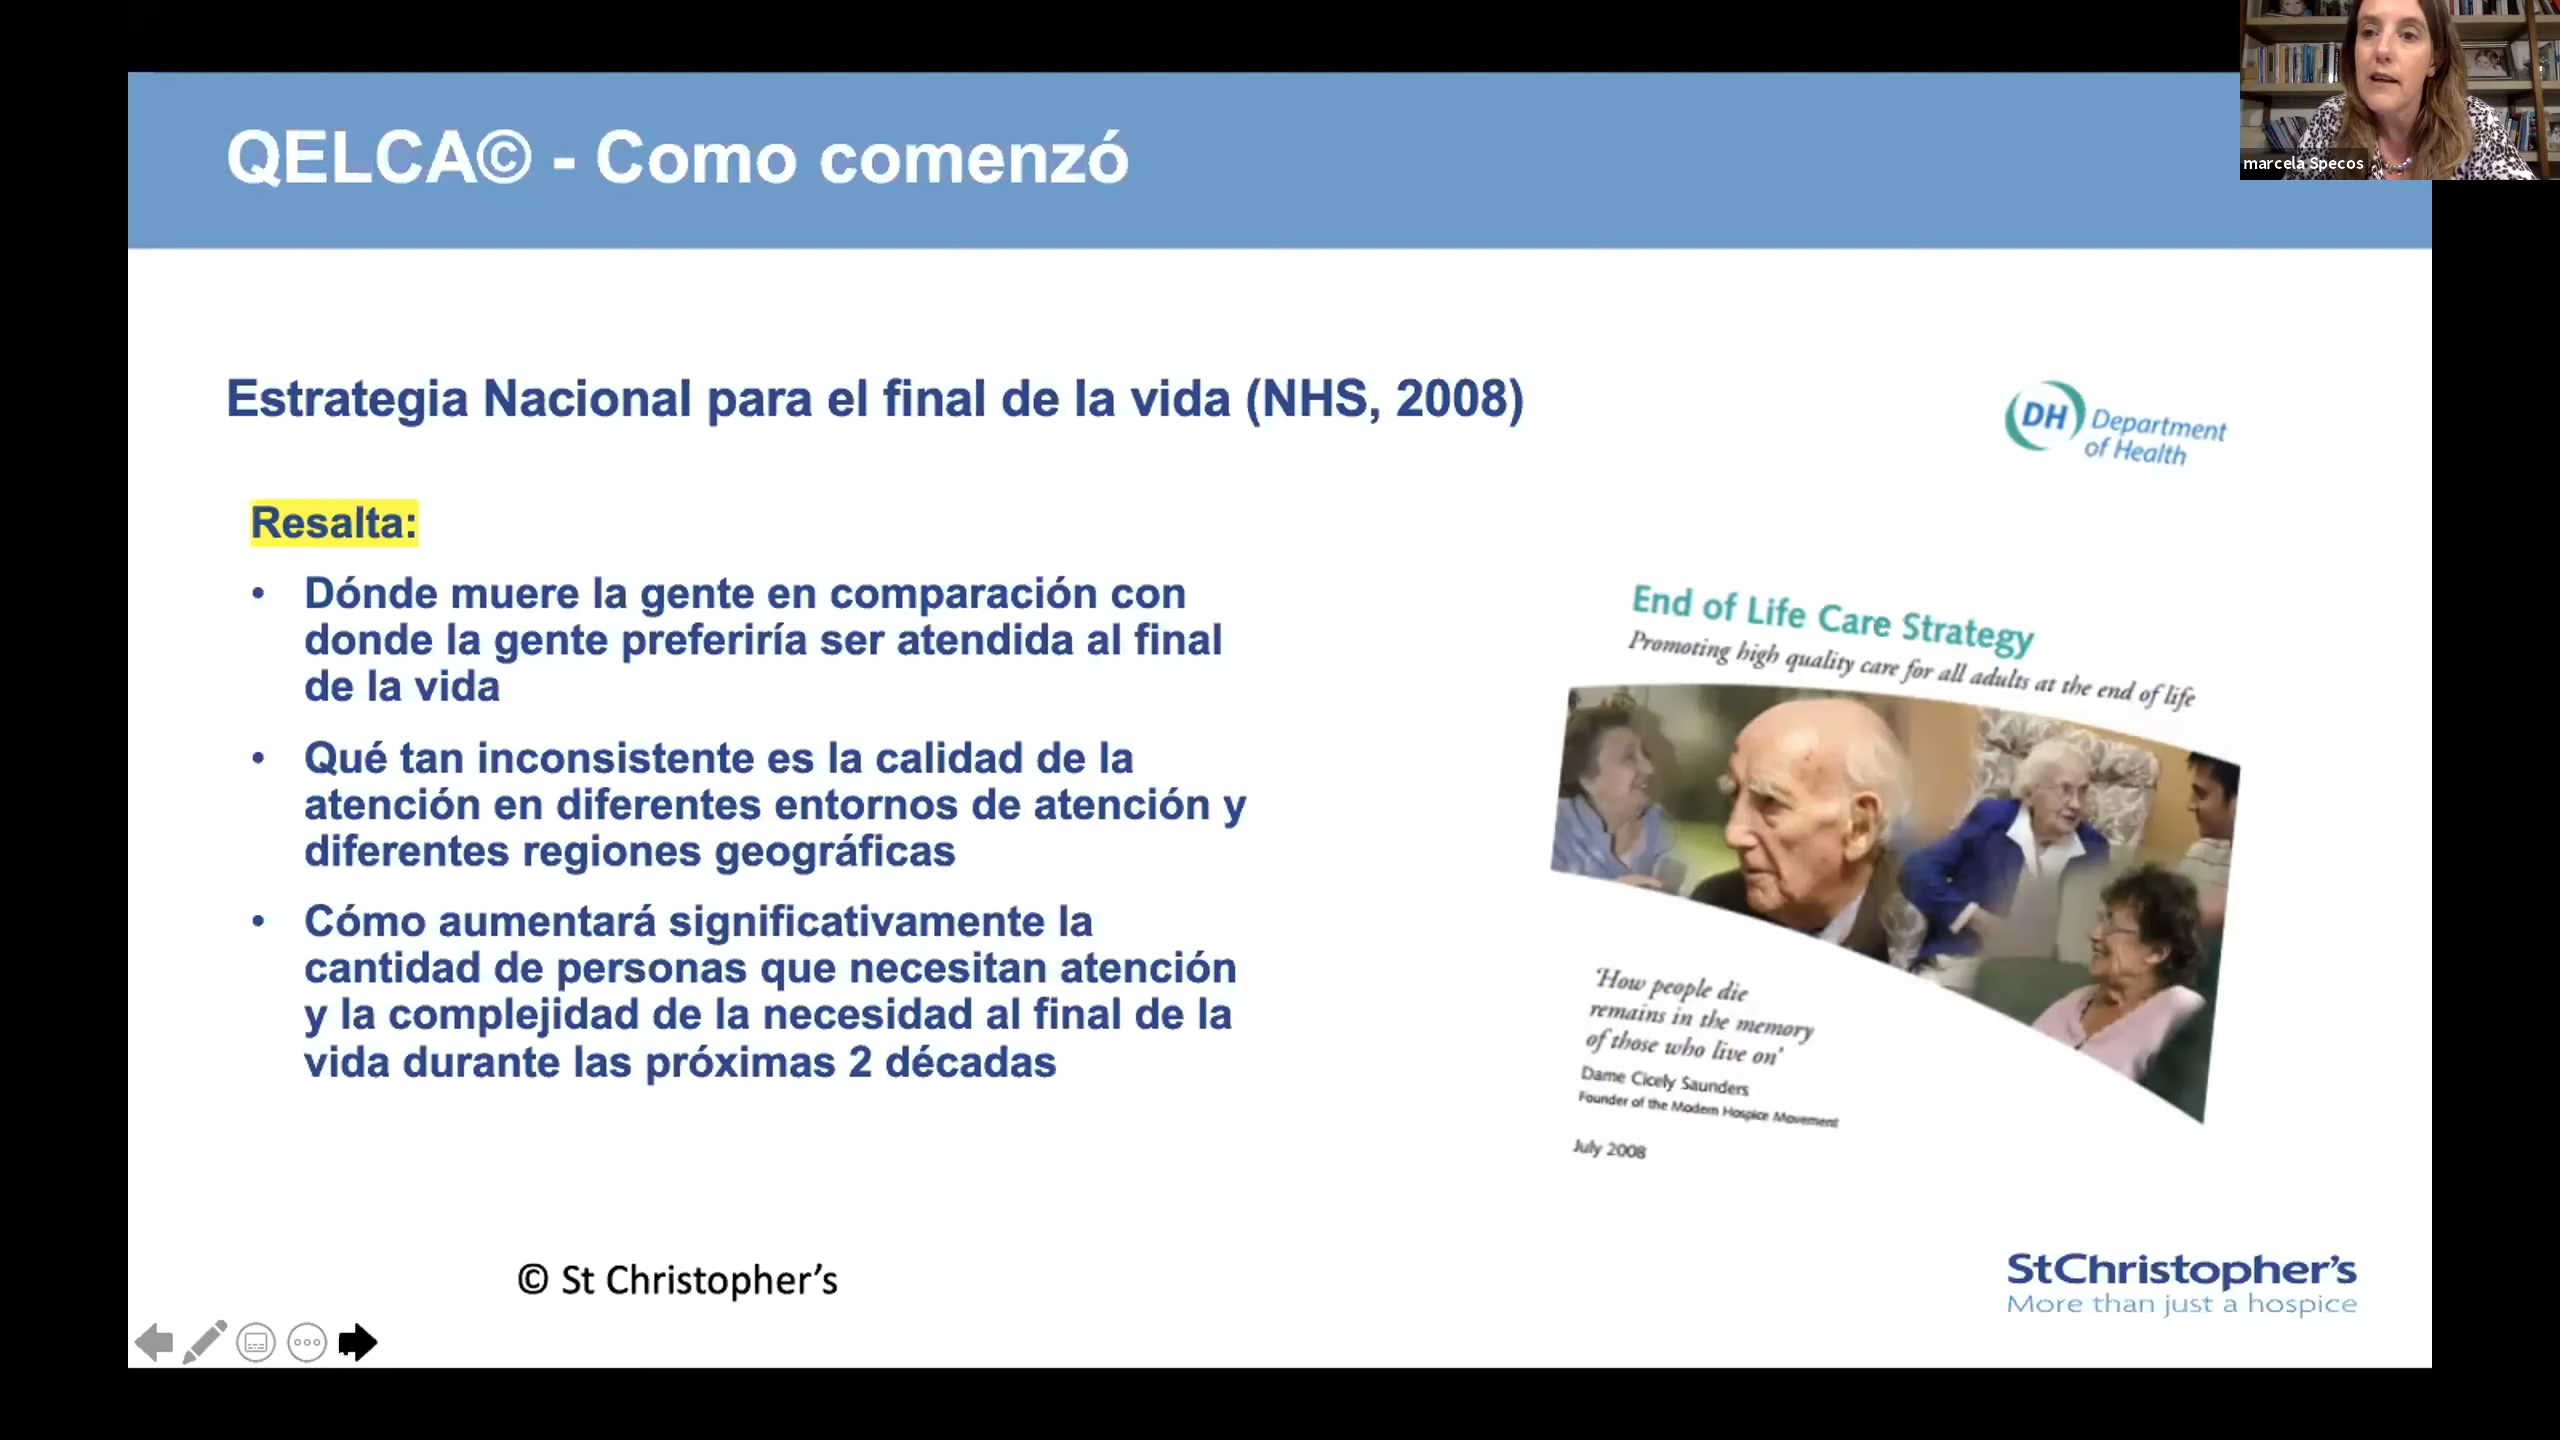 marcela Specos
QELCA© - Como comenzó
Estrategia Nacional para el final de la vida (NHS, 2008)
Resalta:
• Dónde muere la gente en comparación con
donde la gente preferiría ser atendida al final
de la vida
• Qué tan inconsistente es la calidad de la
atención en diferentes entornos de atención y
diferentes regiones geográficas
• Cómo aumentará significativamente la
cantidad de personas que necesitan atención
y la complejidad de la necesidad al final de la
vida durante las próximas 2 décadas
DH Department
of Health
End of Life Care Strategy
Promoting high quality care for all adults at the end of life
‘How people die
remains in the memory
of those who live on’
Dame Cicely Saunders
Founder of the Modern Hospice Movement
July 2008
© St Christopher’s
StChristopher’s
More than just a hospice